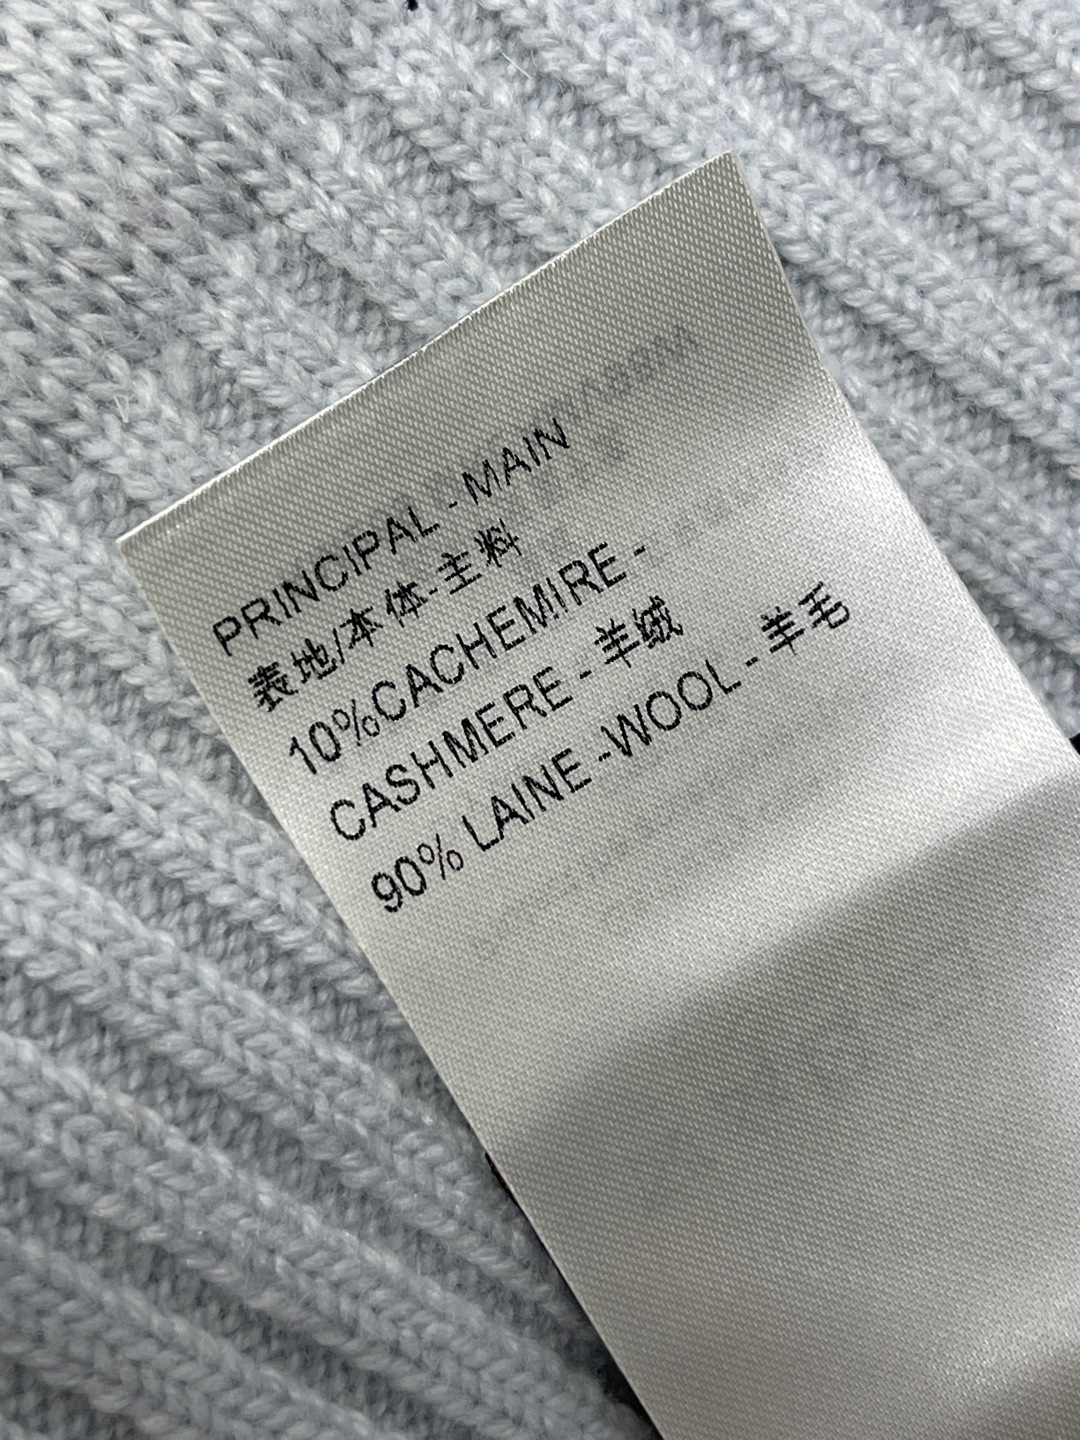 PRINCIPAL - MAIN
表地/本体-主料
10%CACHEMIRE -
CASHMERE - 羊绒
90% LAINE -WOOL - 羊毛